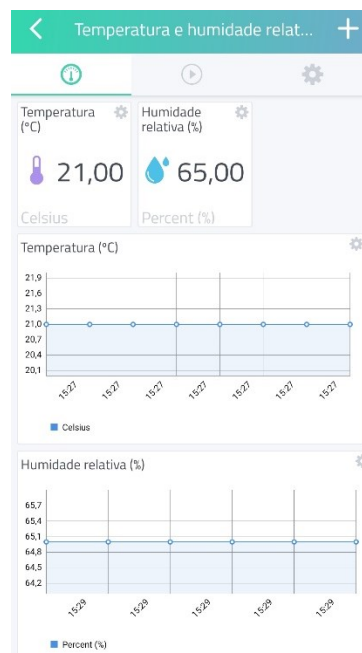 Temperatura e humidade relat...
Temperatura
(°C)
21,00
Celsius
Humidade
relativa (%)
65,00
Percent (%)
Temperatura (°C)
21,9
21,6
21,3
21,0
20,7
20,4
20,1
15:27 15:27 15:27 15:27 15:27 15:27 15:27
Celsius
Humidade relativa (%)
65,7
65,4
65,1
64,8
64,5
64,2
15:29 15:29 15:29 15:29 15:29 15:29
Percent (%)